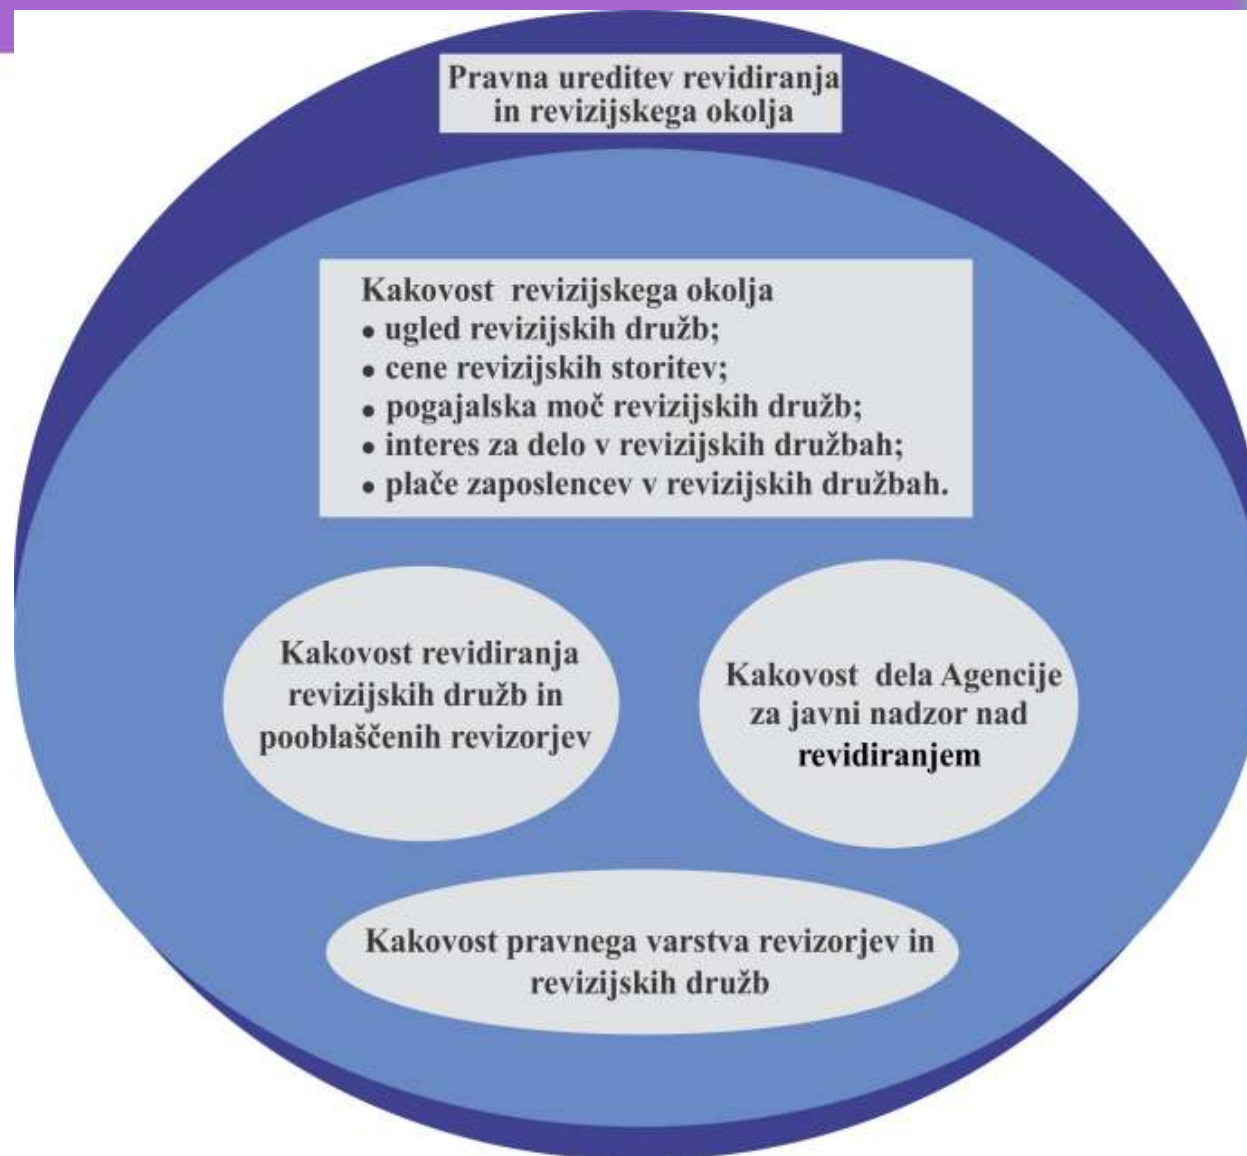 Pravna ureditev revidiranja
in revizijskega okolja
Kakovost revizijskega okolja
• ugled revizijskih družb;
• cene revizijskih storitev;
• pogajalska moč revizijskih družb;
• interes za delo v revizijskih družbah;
• plače zaposlencev v revizijskih družbah.
Kakovost revidiranja
revizijskih družb in
pooblaščenih revizorjev
Kakovost dela Agencije
za javni nadzor nad
revidiranjem
Kakovost pravnega varstva revizorjev in
revizijskih družb